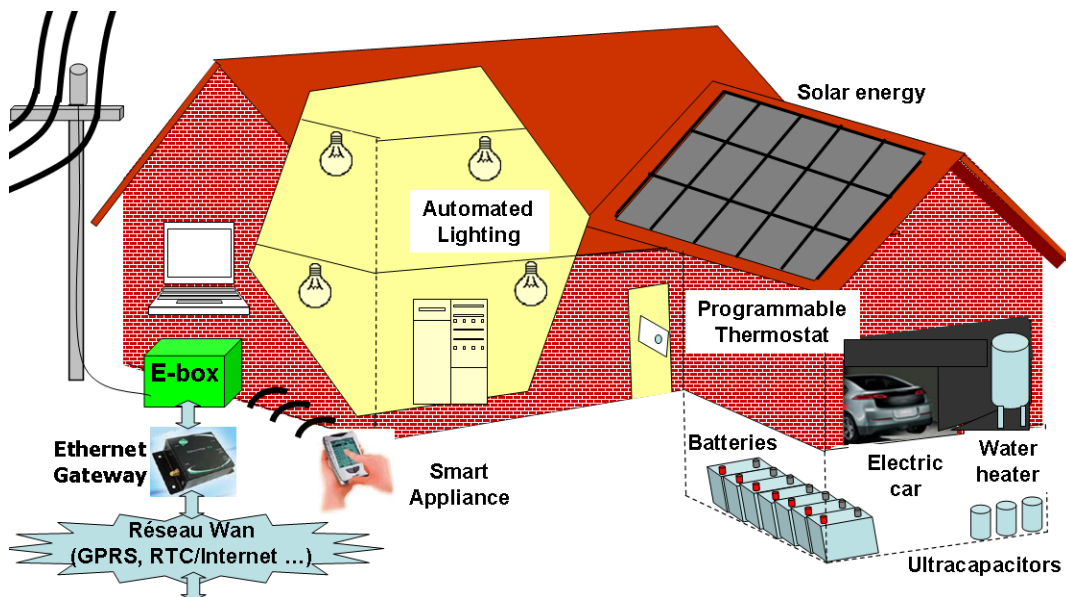 Solar energy
Automated
Lighting
Programmable
Thermostat
E-box
Ethernet
Gateway
Smart
Appliance
Batteries
Electric
car
Water
heater
Réseau Wan
(GPRS, RTC/Internet ...)
Ultracapacitors